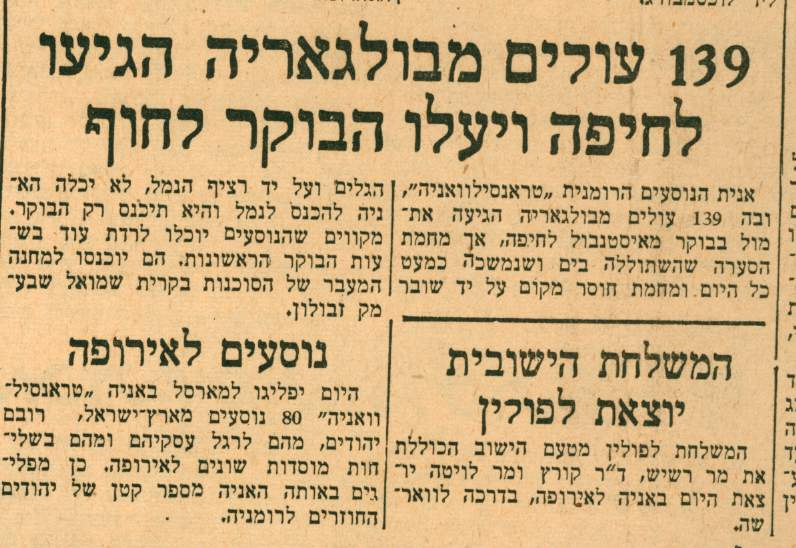 139 עולים מבולגאריה הגיעו
לחיפה ויעלו הבוקר לחוף
אנית הנוסעים הרומנית „טראנסילוואניה",
ובה 139 עולים מבולגאריה הגיעה את־
מול בבוקר מאיסטנבול לחיפה, אך מחמת
הסערה שהשתוללה בים ושנמשכה כמעט
כל היום ומחמת חוסר מקום על יד שובר
הגלים ועל יד רציף הנמל, לא יכלה הא־
ניה להכנס לנמל והיא תיכנס רק הבוקר.
מקווים שהנוסעים יוכלו לרדת עוד בש־
עות הבוקר הראשונות. הם יוכנסו למחנה
המעבר של הסוכנות בקרית שמואל שבע־
מק זבולון.
המשלחת הישובית
יוצאת לפולין
המשלחת לפולין מטעם הישוב הכוללת
את מר רשיש, ד"ר קורץ ומר לויטה יו־
צאת היום באניה לאירופה, בדרכה לוואר־
שה.
נוסעים לאירופה
היום יפליגו למארסל באניה „טראנסיל־
וואניה" 80 נוסעים מארץ־ישראל, רובם
יהודים, מהם לרגל עסקיהם ומהם בשלי־
חות מוסדות שונים לאירופה. כן מפלי־
גים באותה האניה מספר קטן של יהודים
החוזרים לרומניה.